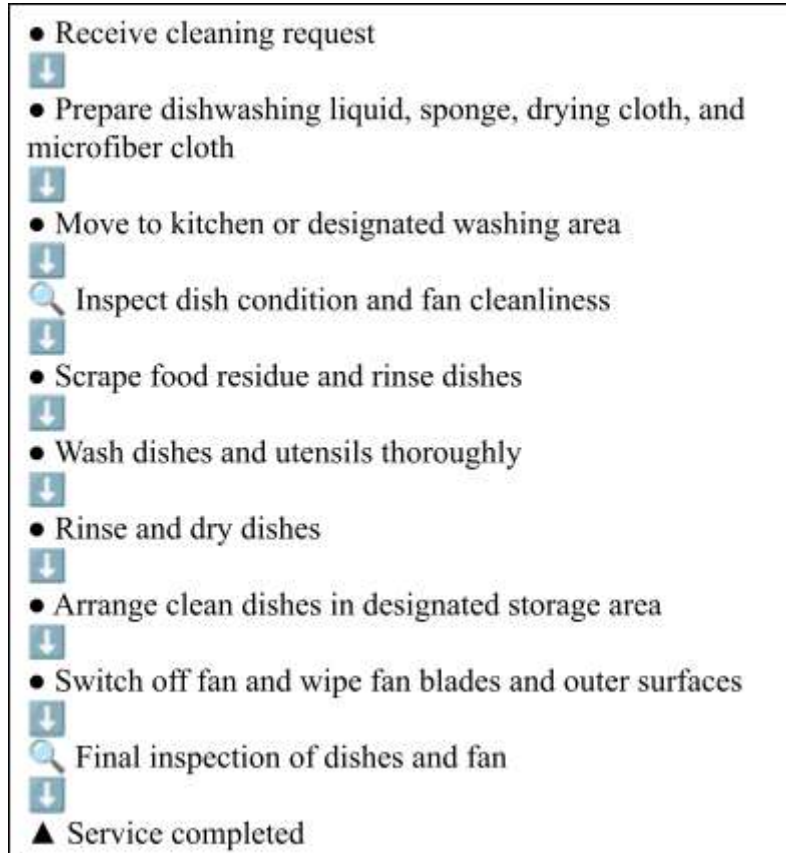 ● Receive cleaning request
⬇️
● Prepare dishwashing liquid, sponge, drying cloth, and
microfiber cloth
⬇️
● Move to kitchen or designated washing area
⬇️
🔍 Inspect dish condition and fan cleanliness
⬇️
● Scrape food residue and rinse dishes
⬇️
● Wash dishes and utensils thoroughly
⬇️
● Rinse and dry dishes
⬇️
● Arrange clean dishes in designated storage area
⬇️
● Switch off fan and wipe fan blades and outer surfaces
⬇️
🔍 Final inspection of dishes and fan
⬇️
▲ Service completed